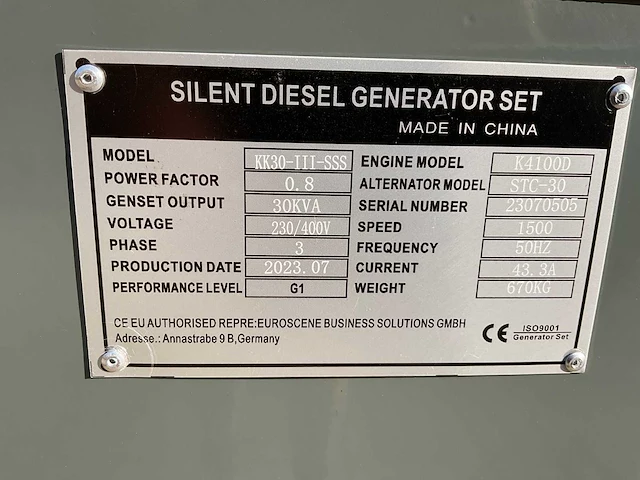 SILENT DIESEL GENERATOR SET
MADE IN CHINA
MODEL KK30-III-SSS ENGINE MODEL K4100D
POWER FACTOR 0.8 ALTERNATOR MODEL STC-30
GENSET OUTPUT 30KVA SERIAL NUMBER 23070505
VOLTAGE 230/400V SPEED 1500
PHASE 3 FREQUENCY 50HZ
PRODUCTION DATE 2023.07 CURRENT 43.3A
PERFORMANCE LEVEL G1 WEIGHT 670KG
CE EU AUTHORISED REPRE:EUROSCENE BUSINESS SOLUTIONS GMBH
Adresse.: Annastrabe 9 B,Germany
CE ISO9001
Generator Set